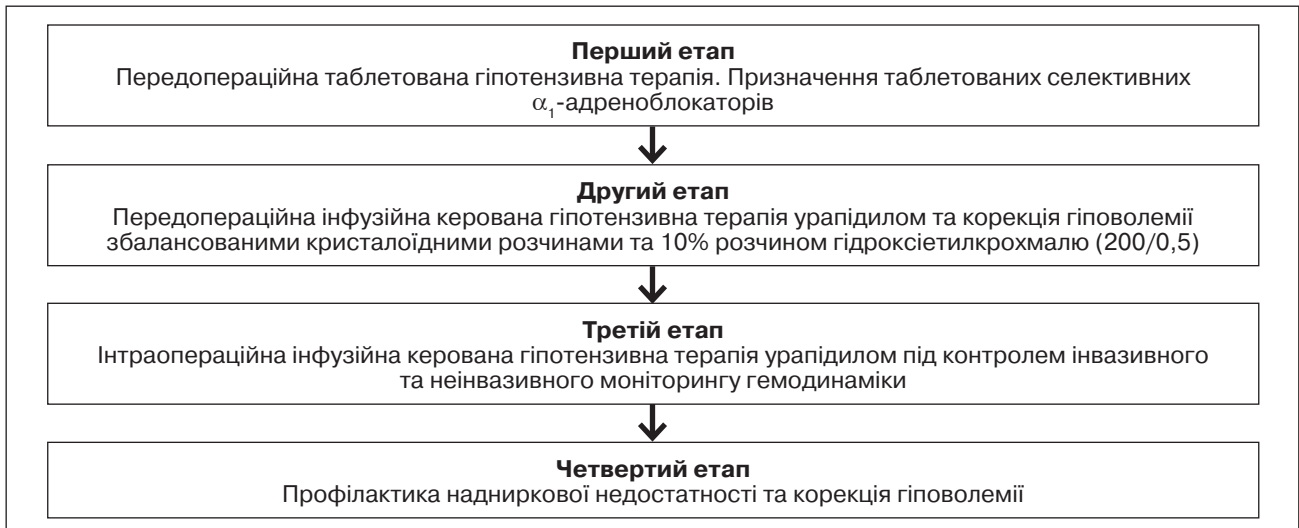 Перший етап
Передопераційна таблетована гіпотензивна терапія. Призначення таблетованих селективних
α₁-адреноблокаторів
Другий етап
Передопераційна інфузійна керована гіпотензивна терапія урапідилом та корекція гіповолемії
збалансованими кристалоїдними розчинами та 10% розчином гідроксіетилкрохмалю (200/0,5)
Третій етап
Інтраопераційна інфузійна керована гіпотензивна терапія урапідилом під контролем інвазивного
та неінвазивного моніторингу гемодинаміки
Четвертий етап
Профілактика надниркової недостатності та корекція гіповолемії